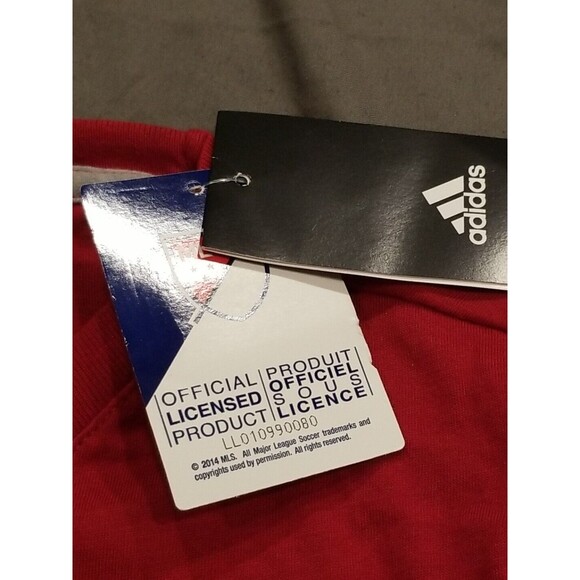 adidas
OFFICIAL
LICENSED
PRODUCT
PRODUIT
OFFICIEL
SOUS
LICENCE
LL010990080
© 2014 MLS. All Major League Soccer trademarks and
copyrights used by permission. All rights reserved.